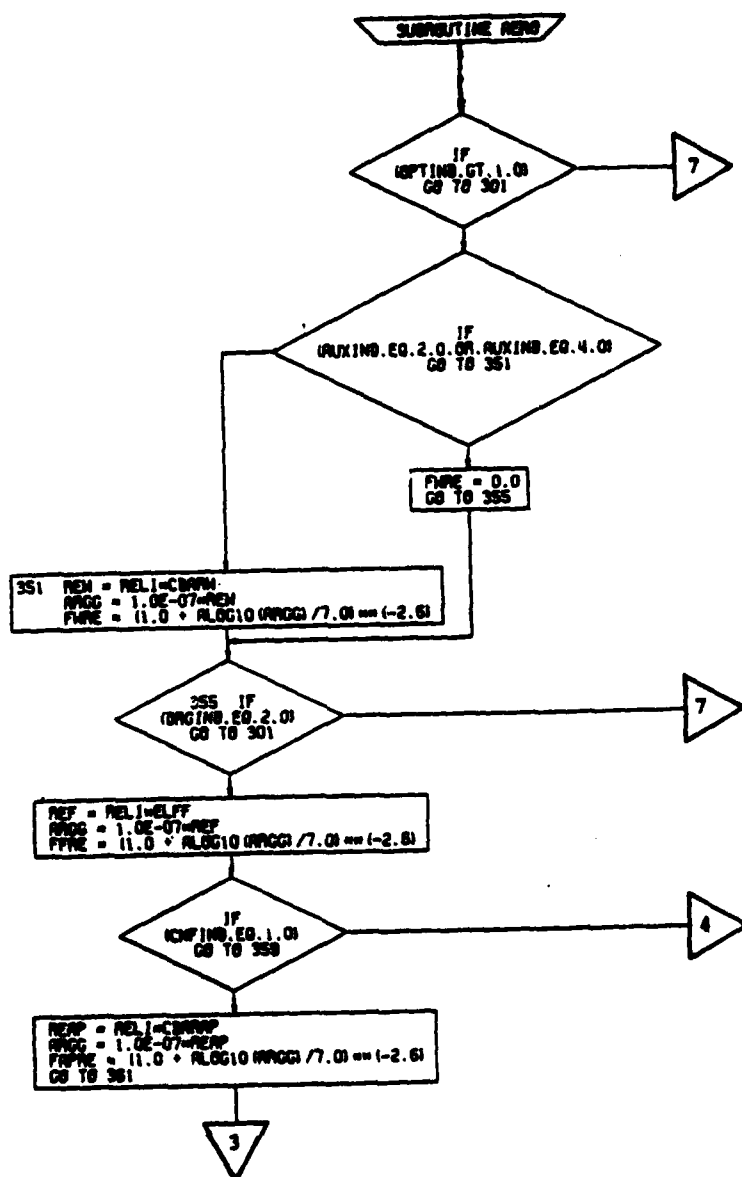 SUBROUTINE AERO
IF
(OPTIND.GT.1.0)
GO TO 301
7
IF
(AUXIND.EQ.2.0.OR.AUXIND.EQ.4.0)
GO TO 351
FWRE = 0.0
GO TO 355
351 REW = RELI*CBARW
ARGG = 1.0E-07*REW
FWRE = (1.0 + ALOG10(ARGG)/7.0)**(-2.6)
355 IF
(DRGIND.EQ.2.0)
GO TO 301
7
REF = RELI*ELFF
ARGG = 1.0E-07*REF
FFRE = (1.0 + ALOG10(ARGG)/7.0)**(-2.6)
IF
(CNFIND.EQ.1.0)
GO TO 359
4
REAP = RELI*CBARAP
ARGG = 1.0E-07*REAP
FAPRE = (1.0 + ALOG10(ARGG)/7.0)**(-2.6)
GO TO 361
3